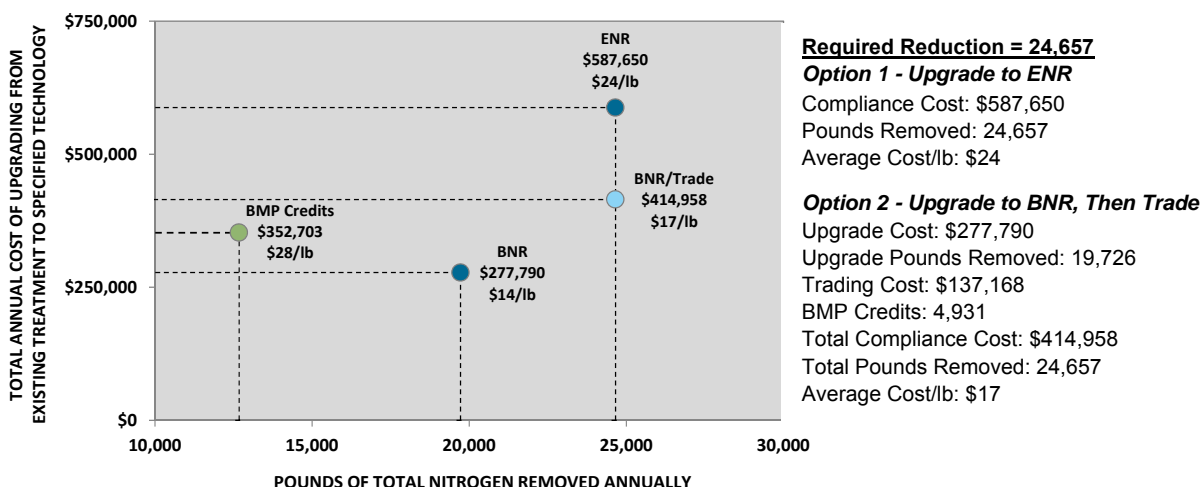 TOTAL ANNUAL COST OF UPGRADING FROM
EXISTING TREATMENT TO SPECIFIED TECHNOLOGY
$750,000
$500,000
$250,000
$0
10,000
15,000
20,000
25,000
30,000
POUNDS OF TOTAL NITROGEN REMOVED ANNUALLY
ENR
$587,650
$24/lb
BNR/Trade
$414,958
$17/lb
BMP Credits
$352,703
$28/lb
BNR
$277,790
$14/lb
Required Reduction = 24,657
Option 1 - Upgrade to ENR
Compliance Cost: $587,650
Pounds Removed: 24,657
Average Cost/lb: $24
Option 2 - Upgrade to BNR, Then Trade
Upgrade Cost: $277,790
Upgrade Pounds Removed: 19,726
Trading Cost: $137,168
BMP Credits: 4,931
Total Compliance Cost: $414,958
Total Pounds Removed: 24,657
Average Cost/lb: $17